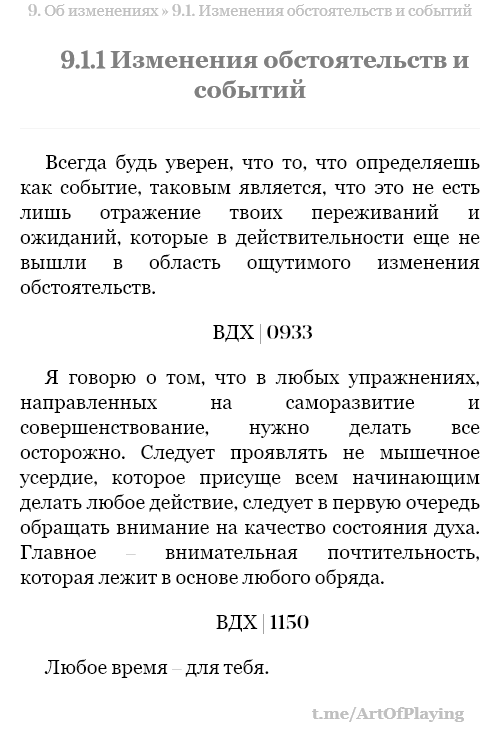 9. Об изменениях » 9.1. Изменения обстоятельств и событий
9.1.1 Изменения обстоятельств и
событий
Всегда будь уверен, что то, что определяешь
как событие, таковым является, что это не есть
лишь отражение твоих переживаний и
ожиданий, которые в действительности еще не
вышли в область ощутимого изменения
обстоятельств.
ВДХ | 0933
Я говорю о том, что в любых упражнениях,
направленных на саморазвитие и
совершенствование, нужно делать все
осторожно. Следует проявлять не мышечное
усердие, которое присуще всем начинающим
делать любое действие, следует в первую очередь
обращать внимание на качество состояния духа.
Главное – внимательная почтительность,
которая лежит в основе любого обряда.
ВДХ | 1150
Любое время – для тебя.
t.me/ArtOfPlaying